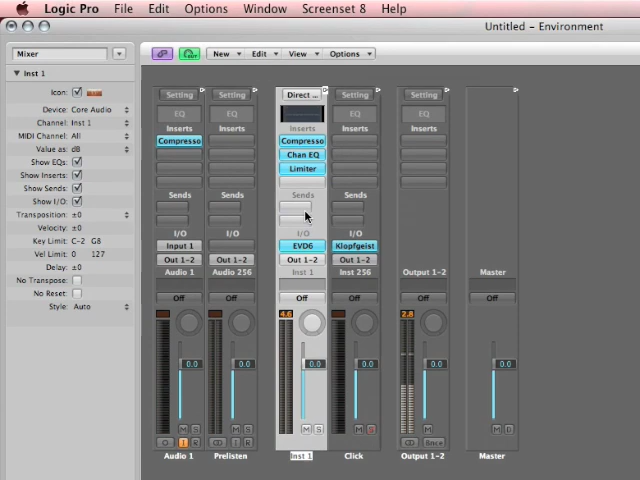 Logic Pro File Edit Options Window Screenset 8 Help
Untitled – Environment
Mixer
New Edit View Options
Inst 1
Icon:
Device: Core Audio
Channel: Inst 1
MIDI Channel: All
Value as: dB
Show EQs:
Show Inserts:
Show Sends:
Show I/O:
Transposition: ±0
Velocity: ±0
Key Limit: C-2 G8
Vel Limit: 0 127
Delay: ±0
No Transpose:
No Reset:
Style: Auto
Setting Setting Direct ... Setting Setting
EQ EQ EQ EQ
Inserts Inserts Inserts Inserts Inserts
Compresso Compresso
Chan EQ
Limiter
Sends Sends Sends Sends Sends
I/O I/O I/O I/O
Input 1 EVD6 Klopfgeist
Out 1-2 Out 1-2 Out 1-2 Out 1-2
Audio 1 Audio 256 Inst 1 Inst 256 Output 1-2 Master
Off Off Off Off Off Off
4.6 2.8
0.0 0.0 0.0 0.0 0.0 0.0
M S M S M S M S M M D
I R I R Bnce
Audio 1 Prelisten Inst 1 Click Output 1-2 Master